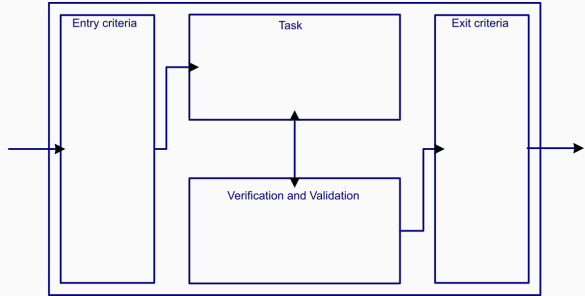 Entry criteria
Task
Exit criteria
Verification and Validation